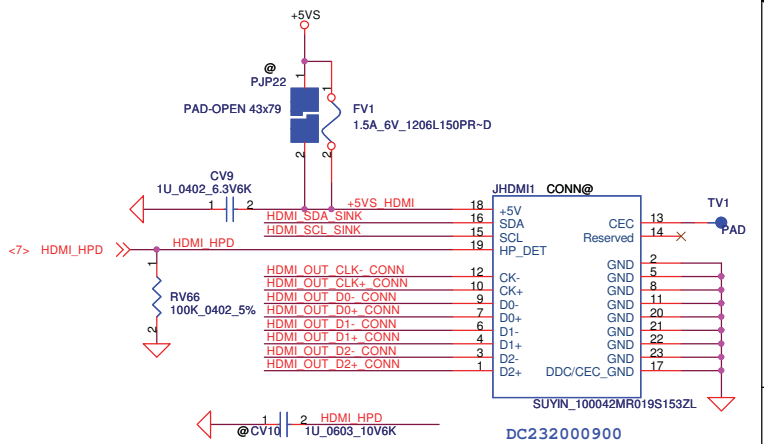 +5VS
@
PJP22
1
1
PAD-OPEN 43x79
FV1
1.5A_6V_1206L150PR~D
2
2
CV9
1U_0402_6.3V6K
1
2
+5VS_HDMI
18
HDMI_SDA_SINK
16
HDMI_SCL_SINK
15
<7> HDMI_HPD
HDMI_HPD
19
JHDMI1 CONN@
+5V
SDA
SCL
HP_DET
CEC
13
Reserved
14
TV1
PAD
1
RV66
100K_0402_5%
2
HDMI_OUT_CLK-_CONN
12
CK-
HDMI_OUT_CLK+_CONN
10
CK+
HDMI_OUT_D0-_CONN
9
D0-
HDMI_OUT_D0+_CONN
7
D0+
HDMI_OUT_D1-_CONN
6
D1-
HDMI_OUT_D1+_CONN
4
D1+
HDMI_OUT_D2-_CONN
3
D2-
HDMI_OUT_D2+_CONN
1
D2+
GND
2
GND
5
GND
8
GND
11
GND
20
GND
21
GND
22
GND
23
DDC/CEC_GND
17
SUYIN_100042MR019S153ZL
DC232000900
@CV10
1
2
HDMI_HPD
1U_0603_10V6K